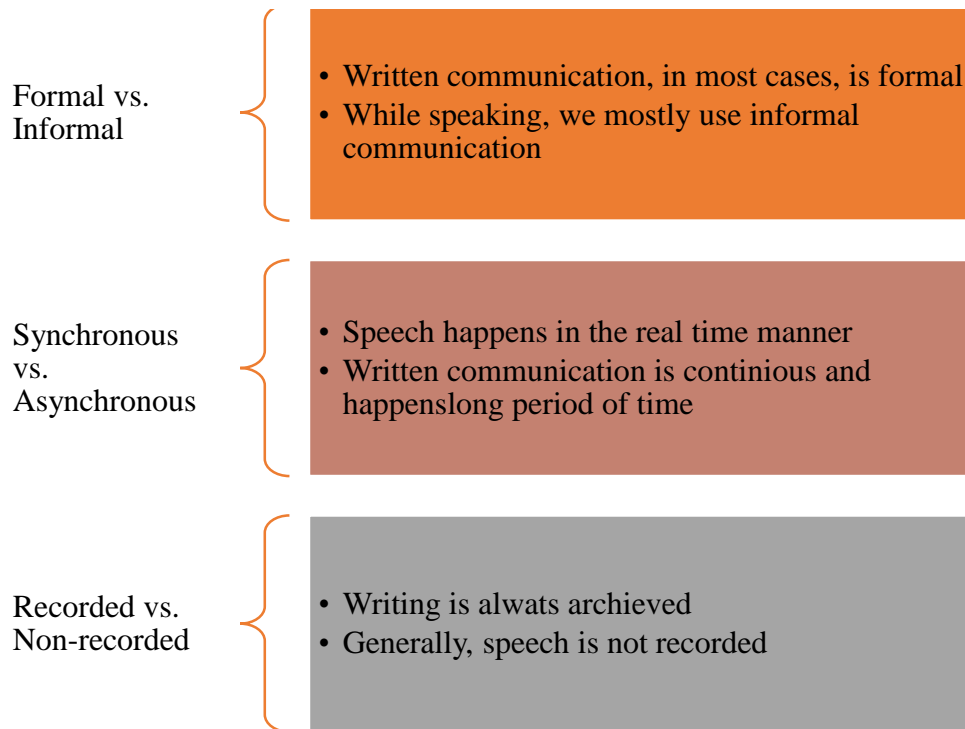 Formal vs.
Informal
• Written communication, in most cases, is formal
• While speaking, we mostly use informal
communication
Synchronous
vs.
Asynchronous
• Speech happens in the real time manner
• Written communication is continious and
happenslong period of time
Recorded vs.
Non-recorded
• Writing is alwats archieved
• Generally, speech is not recorded